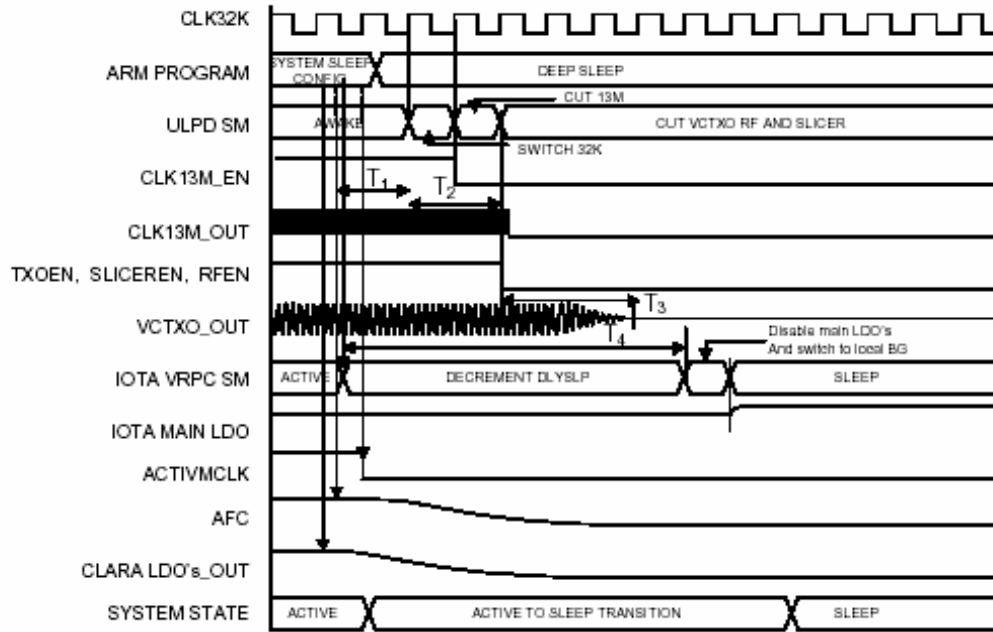 CLK32K
ARM PROGRAM
SYSTEM SLEEP
CONFIG
DEEP SLEEP
CUT 13M
ULPD SM
AWAKE
CUT VCTXO RF AND SLICER
SWITCH 32K
CLK13M_EN
T1
T2
CLK13M_OUT
TXOEN, SLICEREN, RFEN
T3
VCTXO_OUT
T4
Disable main LDO's
And switch to local BG
IOTA VRPC SM
ACTIVE
DECREMENT DLYSLP
SLEEP
IOTA MAIN LDO
ACTIVMCLK
AFC
CLARA LDO's_OUT
SYSTEM STATE
ACTIVE
ACTIVE TO SLEEP TRANSITION
SLEEP